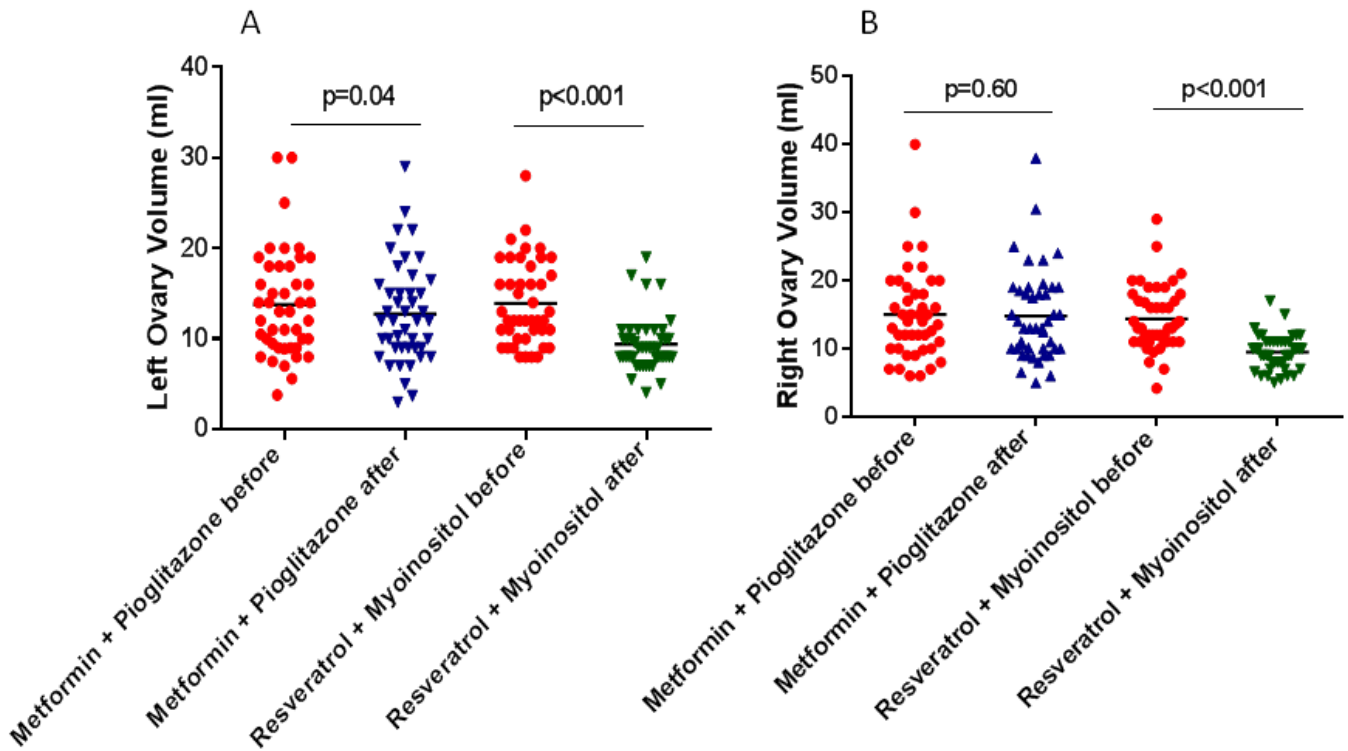 A
Left Ovary Volume (ml)
40
30
20
10
0
p=0.04
p<0.001
Metformin + Pioglitazone before
Metformin + Pioglitazone after
Resveratrol + Myoinositol before
Resveratrol + Myoinositol after
B
Right Ovary Volume (ml)
50
40
30
20
10
0
p=0.60
p<0.001
Metformin + Pioglitazone before
Metformin + Pioglitazone after
Resveratrol + Myoinositol before
Resveratrol + Myoinositol after